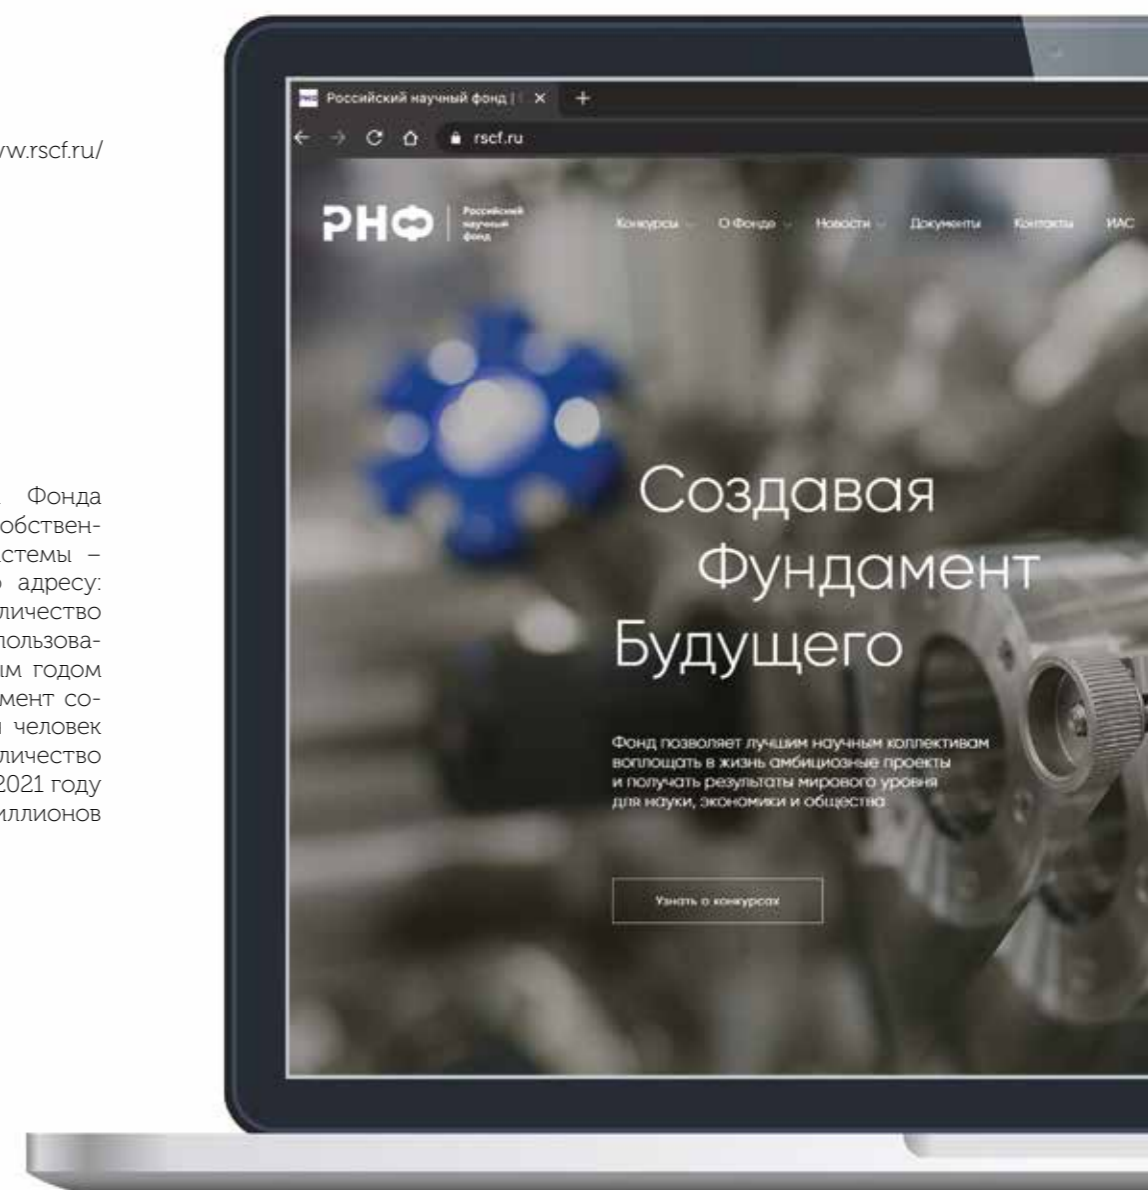 yw.rscf.ru/
Фонда
обствен-
стемы –
о адресу:
личество
пользова-
ым годом
мент со-
человек
личество
2021 году
иллионов
Российский научный фонд |
rscf.ru
РНФ
Российский
научный
фонд
Конкурсы О Фонде Новости Документы Контакты ИАС
Создавая
Фундамент
Будущего
Фонд позволяет лучшим научным коллективам
воплощать в жизнь амбициозные проекты
и получать результаты мирового уровня
для науки, экономики и общества
Узнать о конкурсах